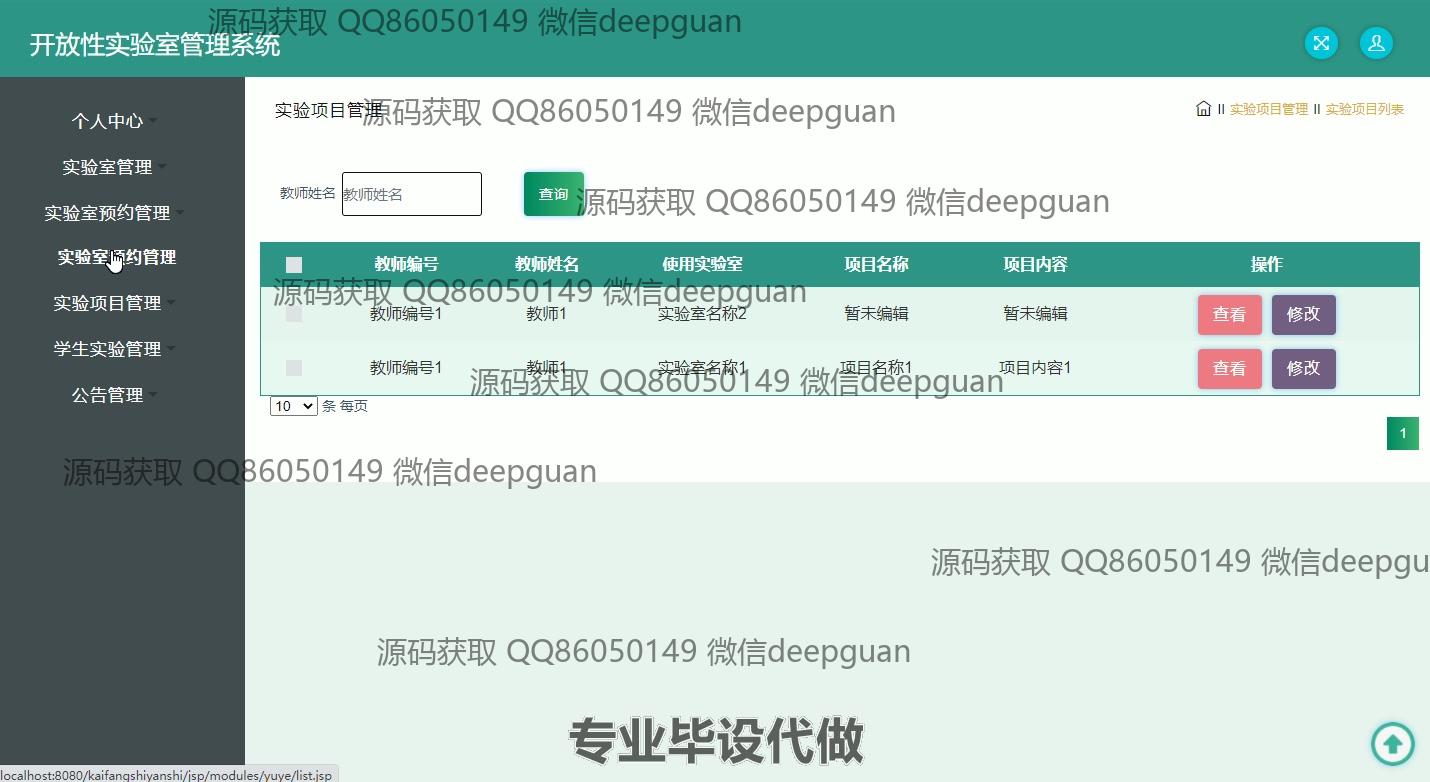 源码获取 QQ86050149 微信deepguan
开放性实验室管理系统
个人中心
实验室管理
实验室预约管理
实验室预约管理
实验项目管理
学生实验管理
公告管理
实验项目管理
源码获取 QQ86050149 微信deepguan
II 实验项目管理 II 实验项目列表
教师姓名 教师姓名 查询
源码获取 QQ86050149 微信deepguan
教师编号 教师姓名 使用实验室 项目名称 项目内容 操作
源码获取 QQ86050149 微信deepguan
教师编号1 教师1 实验室名称2 暂未编辑 暂未编辑 查看 修改
教师编号1 教师1 实验室名称1 项目名称1 项目内容1 查看 修改
源码获取 QQ86050149 微信deepguan
10 条 每页
1
源码获取 QQ86050149 微信deepguan
源码获取 QQ86050149 微信deepgu
源码获取 QQ86050149 微信deepguan
专业毕设代做
localhost:8080/kaifangshiyanshi/jsp/modules/yuye/list.jsp